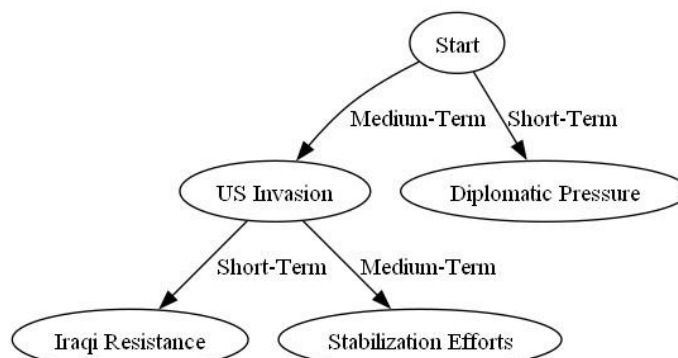 Start
Medium-Term
Short-Term
US Invasion
Diplomatic Pressure
Short-Term
Medium-Term
Iraqi Resistance
Stabilization Efforts